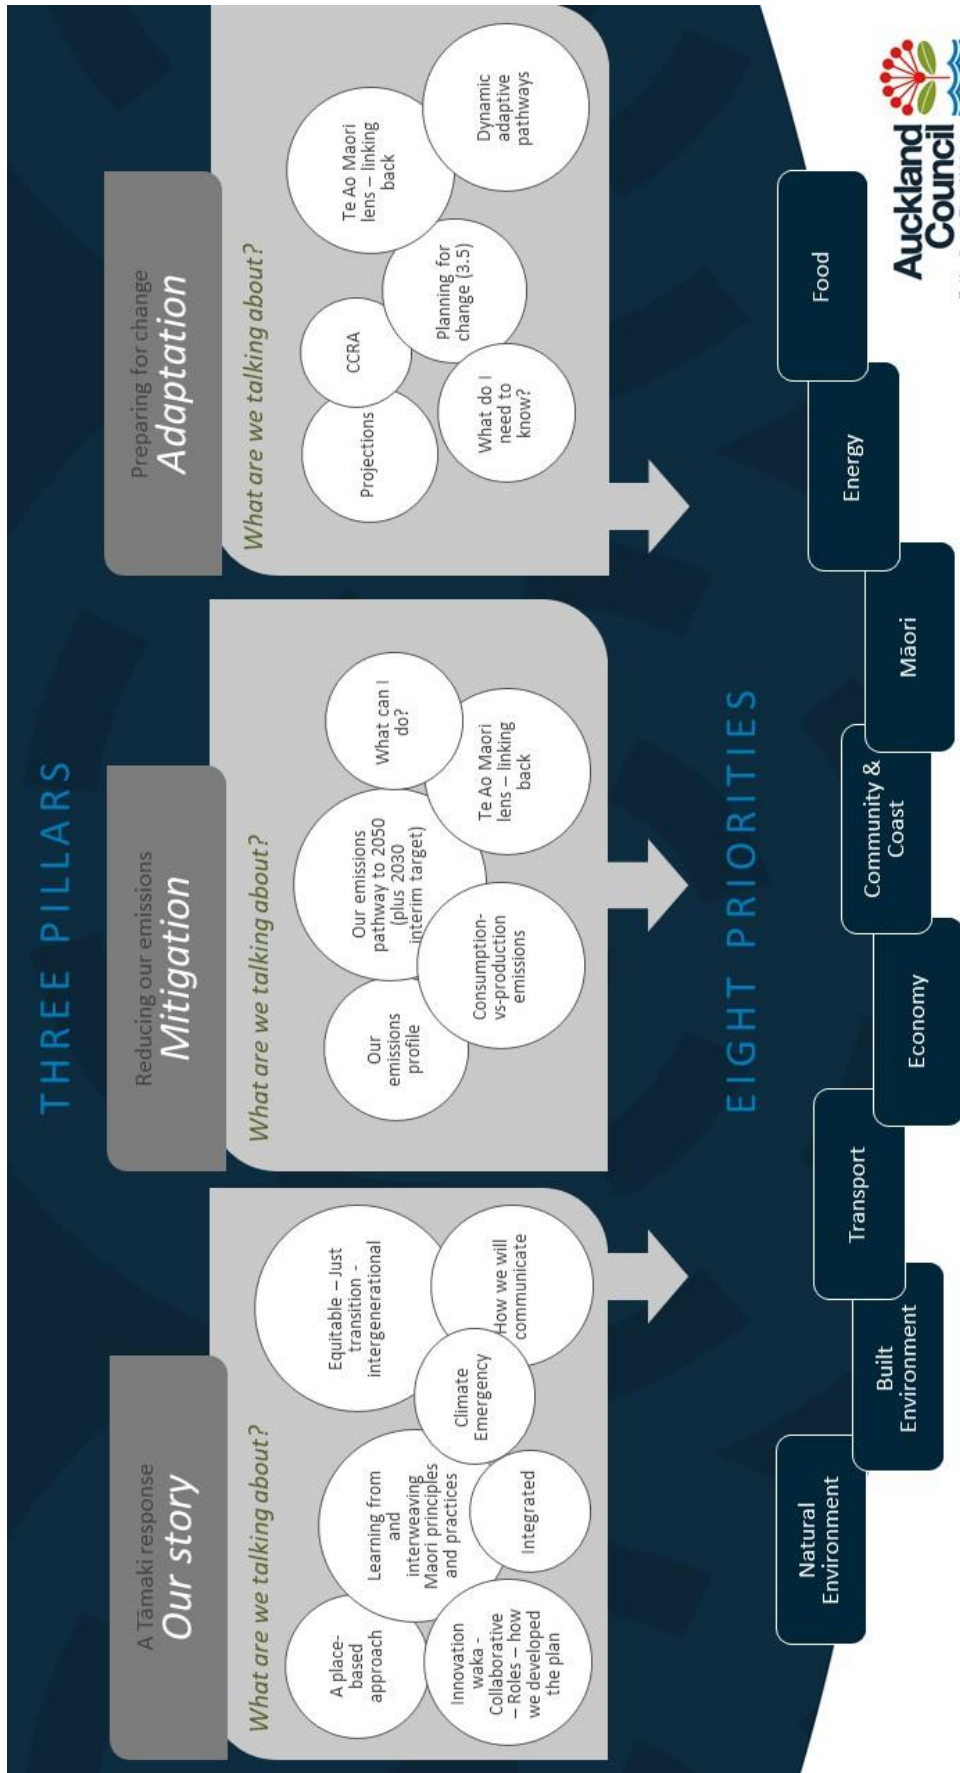 THREE PILLARS
A Tāmaki response
Our story
What are we talking about?
A place-
based
approach
Learning from
and
interweaving
Maori principles
and practices
Equitable – Just
transition -
intergenerational
Innovation
waka -
Collaborative
– Roles – how
we developed
the plan
Integrated
Climate
Emergency
How we will
communicate
Reducing our emissions
Mitigation
What are we talking about?
Our
emissions
profile
Our emissions
pathway to 2050
(plus 2030
interim target)
What can I
do?
Consumption-
vs-production
emissions
Te Ao Maori
lens – linking
back
Preparing for change
Adaptation
What are we talking about?
Projections
CCRA
Te Ao Maori
lens – linking
back
What do I
need to
know?
Planning for
change (3.5)
Dynamic
adaptive
pathways
EIGHT PRIORITIES
Natural
Environment
Built
Environment
Transport
Economy
Community &
Coast
Māori
Energy
Food
Auckland
Council